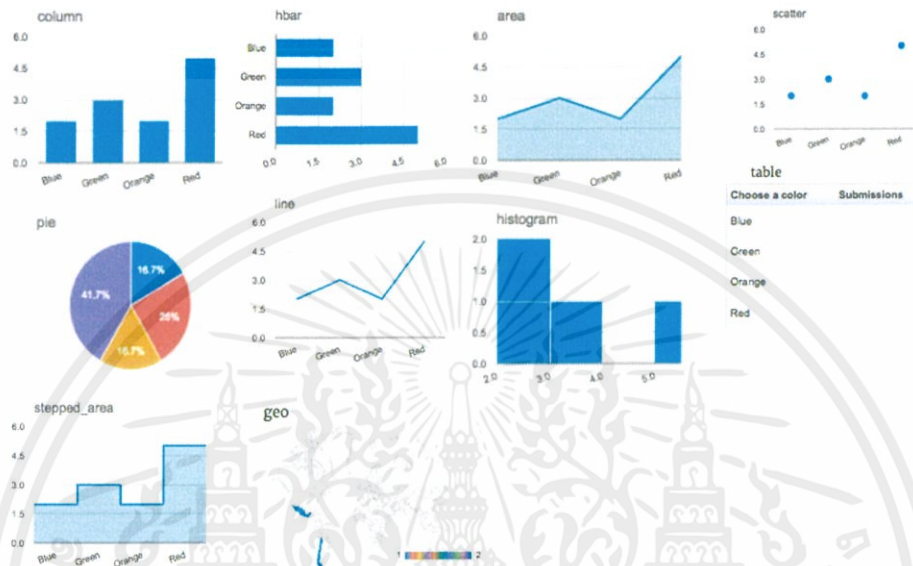 column
6.0
4.5
3.0
1.5
0.0
Blue
Green
Orange
Red
hbar
Blue
Green
Orange
Red
0.0
1.5
3.0
4.5
6.0
area
6.0
4.5
3.0
1.5
0.0
Blue
Green
Orange
Red
scatter
6.0
4.5
3.0
1.5
0.0
Blue
Green
Orange
Red
pie
16.7%
25%
16.7%
41.7%
line
6.0
4.5
3.0
1.5
0.0
Blue
Green
Orange
Red
histogram
2.0
1.5
1.0
0.5
0.0
2.0
3.0
4.0
5.0
table
Choose a color Submissions
Blue
Green
Orange
Red
stepped_area
6.0
4.5
3.0
1.5
0.0
Blue
Green
Orange
Red
geo
1 2